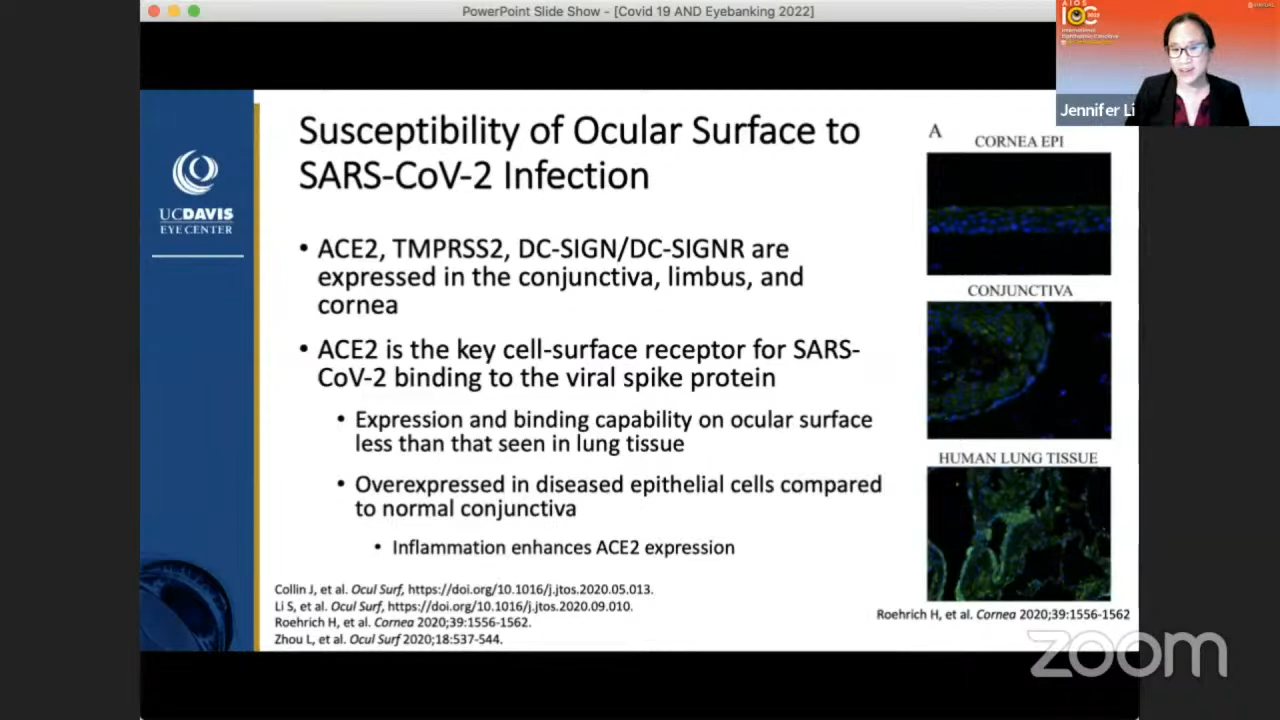 PowerPoint Slide Show - [Covid 19 AND Eyebanking 2022]
AIOS
Jennifer Li
UCDAVIS
EYE CENTER
Susceptibility of Ocular Surface to
SARS-CoV-2 Infection
• ACE2, TMPRSS2, DC-SIGN/DC-SIGNR are
expressed in the conjunctiva, limbus, and
cornea
• ACE2 is the key cell-surface receptor for SARS-
CoV-2 binding to the viral spike protein
• Expression and binding capability on ocular surface
less than that seen in lung tissue
• Overexpressed in diseased epithelial cells compared
to normal conjunctiva
• Inflammation enhances ACE2 expression
Collin J, et al. Ocul Surf, https://doi.org/10.1016/j.jtos.2020.05.013.
Li S, et al. Ocul Surf, https://doi.org/10.1016/j.jtos.2020.09.010.
Roehrich H, et al. Cornea 2020;39:1556-1562.
Zhou L, et al. Ocul Surf 2020;18:537-544.
A
CORNEA EPI
CONJUNCTIVA
HUMAN LUNG TISSUE
Roehrich H, et al. Cornea 2020;39:1556-1562
zoom